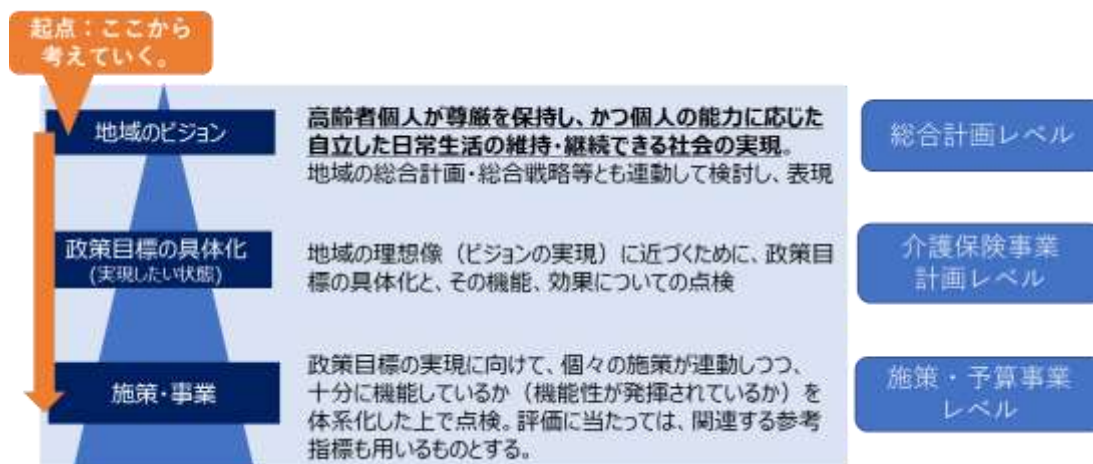 起点：ここから
考えていく。
地域のビジョン
高齢者個人が尊厳を保持し、かつ個人の能力に応じた
自立した日常生活の維持・継続できる社会の実現。
地域の総合計画・総合戦略等とも連動して検討し、表現
総合計画レベル
政策目標の具体化
(実現したい状態)
地域の理想像（ビジョンの実現）に近づくために、政策目
標の具体化と、その機能、効果についての点検
介護保険事業
計画レベル
施策・事業
政策目標の実現に向けて、個々の施策が連動しつつ、
十分に機能しているか（機能性が発揮されているか）を
体系化した上で点検。評価に当たっては、関連する参考
指標も用いるものとする。
施策・予算事業
レベル